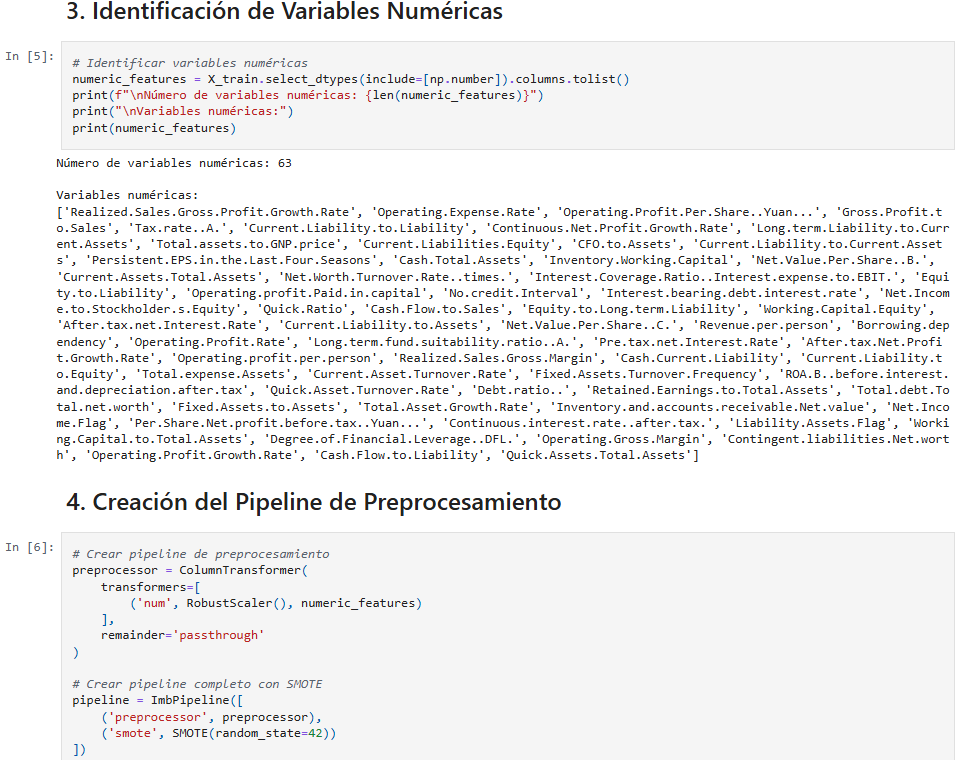 3. Identificación de Variables Numéricas
In [5]:
# Identificar variables numéricas
numeric_features = X_train.select_dtypes(include=[np.number]).columns.tolist()
print(f"\nNúmero de variables numéricas: {len(numeric_features)}")
print("\nVariables numéricas:")
print(numeric_features)
Número de variables numéricas: 63
Variables numéricas:
['Realized.Sales.Gross.Profit.Growth.Rate', 'Operating.Expense.Rate', 'Operating.Profit.Per.Share..Yuan...', 'Gross.Profit.t
o.Sales', 'Tax.rate..A.', 'Current.Liability.to.Liability', 'Continuous.Net.Profit.Growth.Rate', 'Long.term.Liability.to.Curr
ent.Assets', 'Total.assets.to.GNP.price', 'Current.Liabilities.Equity', 'CFO.to.Assets', 'Current.Liability.to.Current.Asset
s', 'Persistent.EPS.in.the.Last.Four.Seasons', 'Cash.Total.Assets', 'Inventory.Working.Capital', 'Net.Value.Per.Share..B.',
'Current.Assets.Total.Assets', 'Net.Worth.Turnover.Rate..times.', 'Interest.Coverage.Ratio..Interest.expense.to.EBIT.', 'Equi
ty.to.Liability', 'Operating.profit.Paid.in.capital', 'No.credit.Interval', 'Interest.bearing.debt.interest.rate', 'Net.Incom
e.to.Stockholder.s.Equity', 'Quick.Ratio', 'Cash.Flow.to.Sales', 'Equity.to.Long.term.Liability', 'Working.Capital.Equity',
'After.tax.net.Interest.Rate', 'Current.Liability.to.Assets', 'Net.Value.Per.Share..C.', 'Revenue.per.person', 'Borrowing.dep
endency', 'Operating.Profit.Rate', 'Long.term.fund.suitability.ratio..A.', 'Pre.tax.net.Interest.Rate', 'After.tax.Net.Profi
t.Growth.Rate', 'Operating.profit.per.person', 'Realized.Sales.Gross.Margin', 'Cash.Current.Liability', 'Current.Liability.t
o.Equity', 'Total.expense.Assets', 'Current.Asset.Turnover.Rate', 'Fixed.Assets.Turnover.Frequency', 'ROA.B..before.interest.
and.depreciation.after.tax', 'Quick.Asset.Turnover.Rate', 'Debt.ratio..', 'Retained.Earnings.to.Total.Assets', 'Total.debt.To
tal.net.worth', 'Fixed.Assets.to.Assets', 'Total.Asset.Growth.Rate', 'Inventory.and.accounts.receivable.Net.value', 'Net.Inco
me.Flag', 'Per.Share.Net.profit.before.tax..Yuan...', 'Continuous.interest.rate..after.tax.', 'Liability.Assets.Flag', 'Worki
ng.Capital.to.Total.Assets', 'Degree.of.Financial.Leverage..DFL.', 'Operating.Gross.Margin', 'Contingent.liabilities.Net.wort
h', 'Operating.Profit.Growth.Rate', 'Cash.Flow.to.Liability', 'Quick.Assets.Total.Assets']
4. Creación del Pipeline de Preprocesamiento
In [6]:
# Crear pipeline de preprocesamiento
preprocessor = ColumnTransformer(
    transformers=[
        ('num', RobustScaler(), numeric_features)
    ],
    remainder='passthrough'
)
# Crear pipeline completo con SMOTE
pipeline = ImbPipeline([
    ('preprocessor', preprocessor),
    ('smote', SMOTE(random_state=42))
])